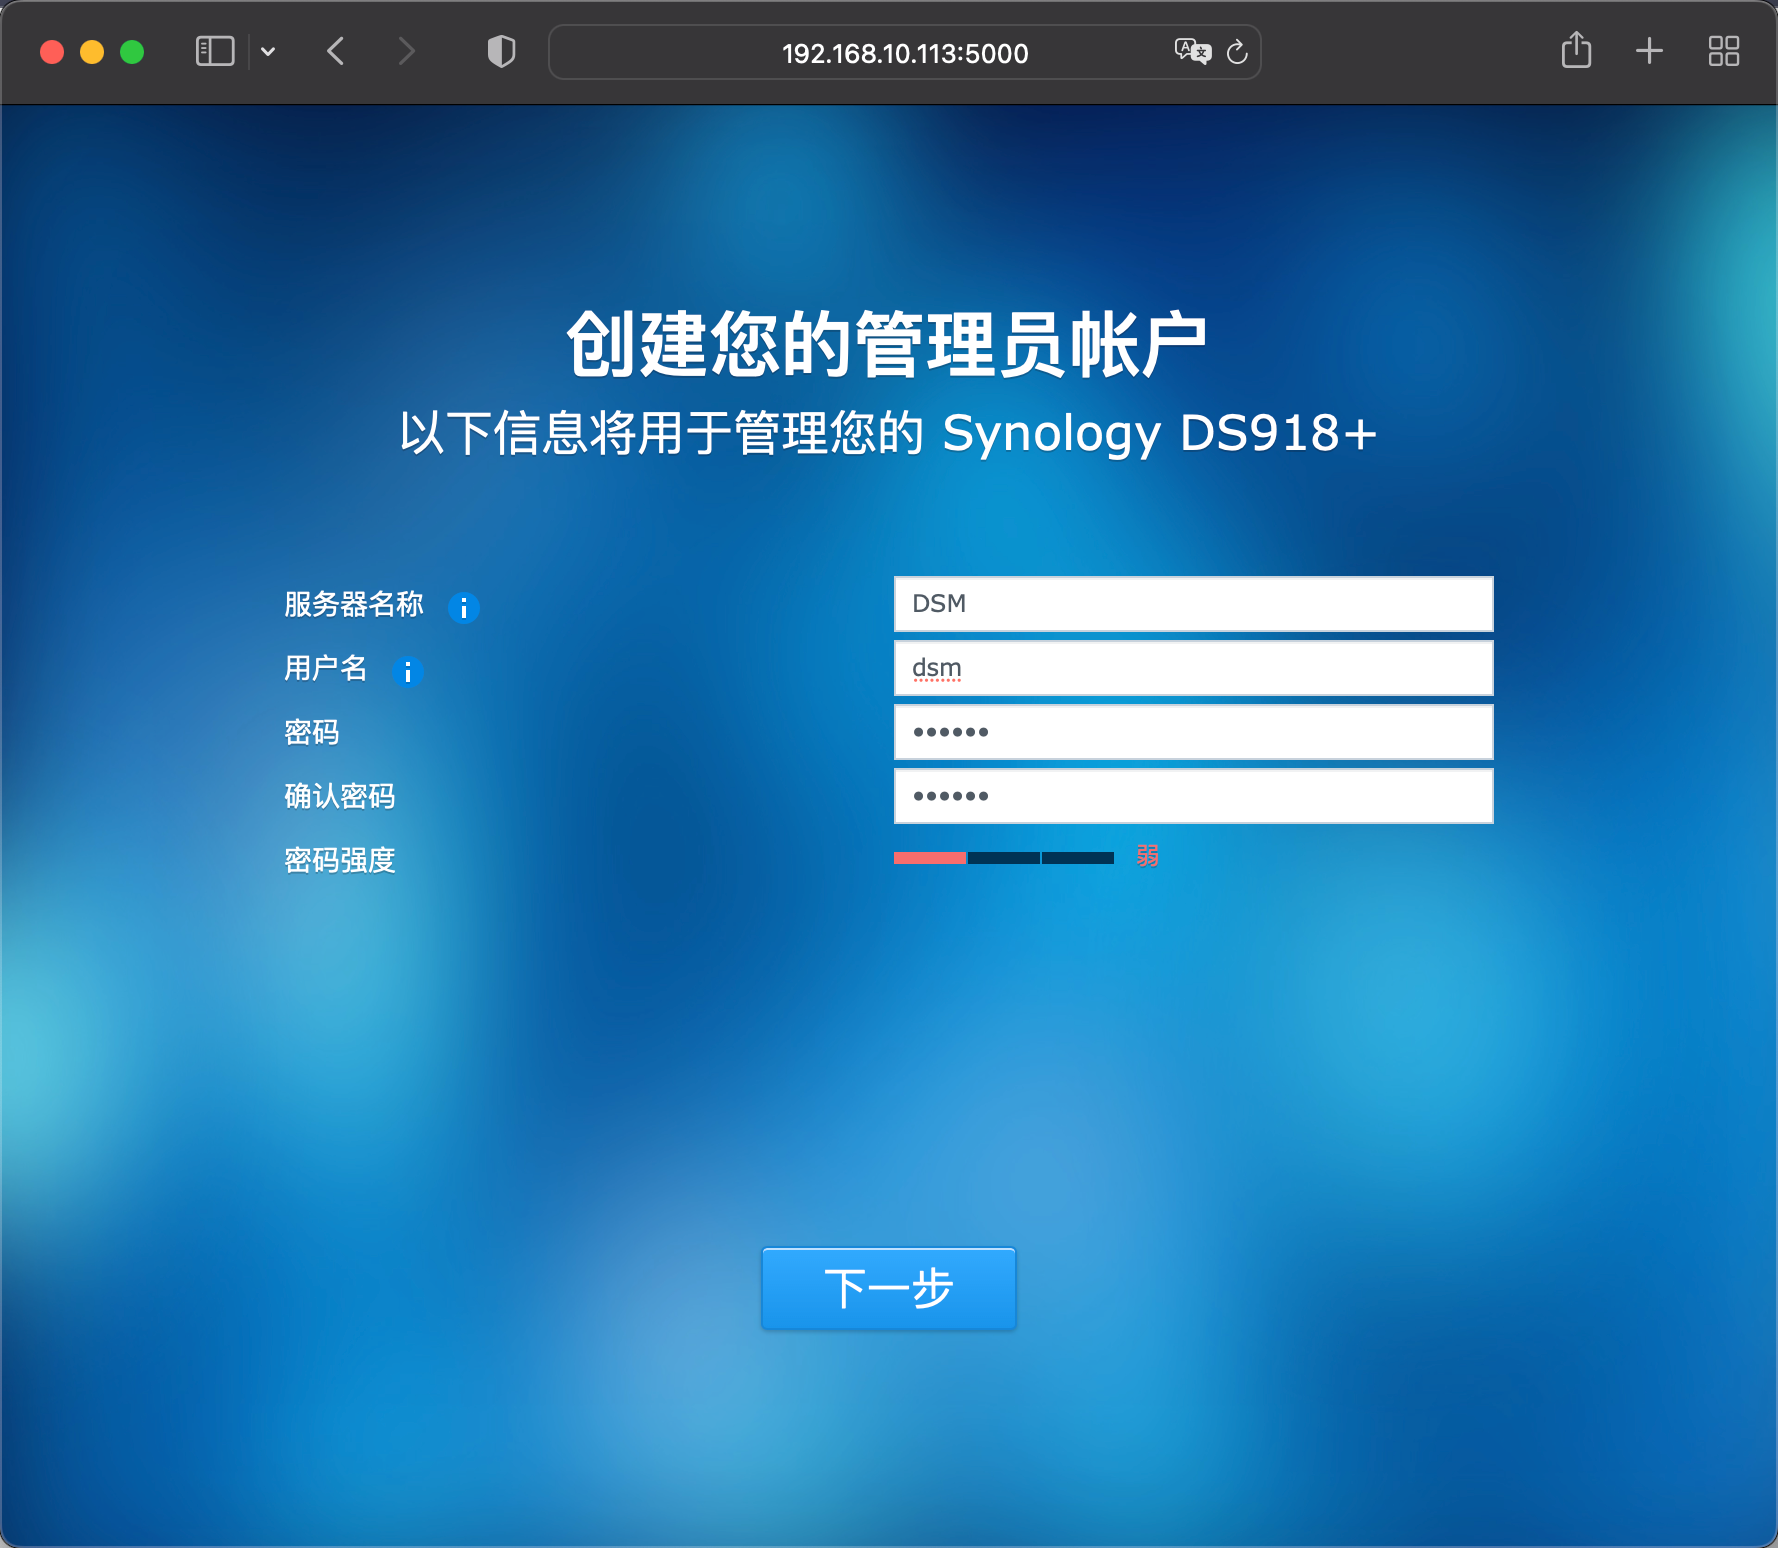 192.168.10.113:5000
创建您的管理员帐户
以下信息将用于管理您的 Synology DS918+
服务器名称 DSM
用户名 dsm
密码 ••••••
确认密码 ••••••
密码强度 弱
下一步